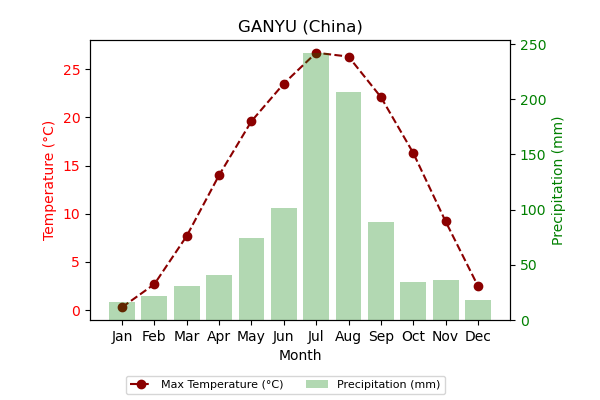 GANYU (China)
Temperature (°C)
25
20
15
10
5
0
250
200
150
100
50
0
Precipitation (mm)
Jan Feb Mar Apr May Jun Jul Aug Sep Oct Nov Dec
Month
Max Temperature (°C) Precipitation (mm)